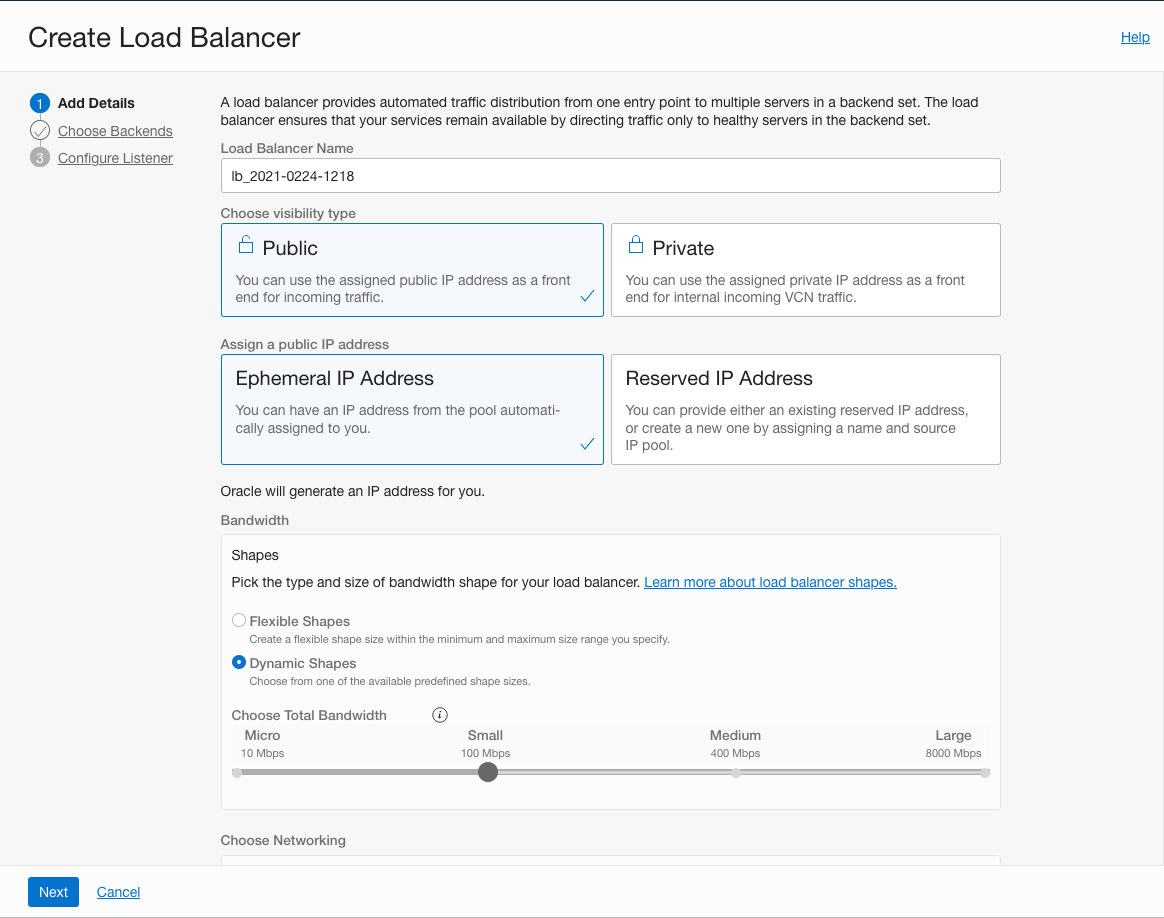 Create Load Balancer
Help
1 Add Details
Choose Backends
3 Configure Listener
A load balancer provides automated traffic distribution from one entry point to multiple servers in a backend set. The load
balancer ensures that your services remain available by directing traffic only to healthy servers in the backend set.
Load Balancer Name
lb_2021-0224-1218
Choose visibility type
Public
You can use the assigned public IP address as a front
end for incoming traffic.
Private
You can use the assigned private IP address as a front
end for internal incoming VCN traffic.
Assign a public IP address
Ephemeral IP Address
You can have an IP address from the pool automati-
cally assigned to you.
Reserved IP Address
You can provide either an existing reserved IP address,
or create a new one by assigning a name and source
IP pool.
Oracle will generate an IP address for you.
Bandwidth
Shapes
Pick the type and size of bandwidth shape for your load balancer. Learn more about load balancer shapes.
Flexible Shapes
Create a flexible shape size within the minimum and maximum size range you specify.
Dynamic Shapes
Choose from one of the available predefined shape sizes.
Choose Total Bandwidth i
Micro Small Medium Large
10 Mbps 100 Mbps 400 Mbps 8000 Mbps
Choose Networking
Next Cancel